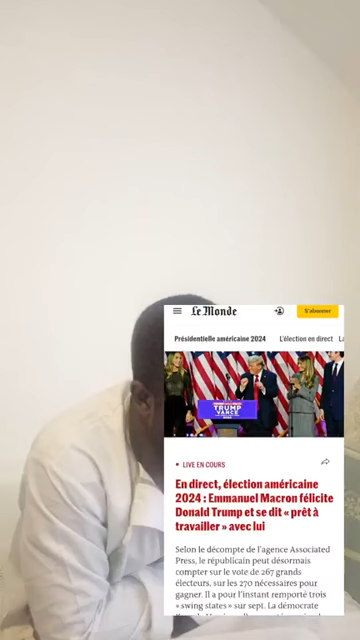 Le Monde
S'abonner
Présidentielle américaine 2024 L'élection en direct La
TRUMP
VANCE
LIVE EN COURS
En direct, élection américaine
2024 : Emmanuel Macron félicite
Donald Trump et se dit « prêt à
travailler » avec lui
Selon le décompte de l'agence Associated
Press, le républicain peut désormais
compter sur le vote de 267 grands
électeurs, sur les 270 nécessaires pour
gagner. Il a pour l'instant remporté trois
« swing states » sur sept. La démocrate